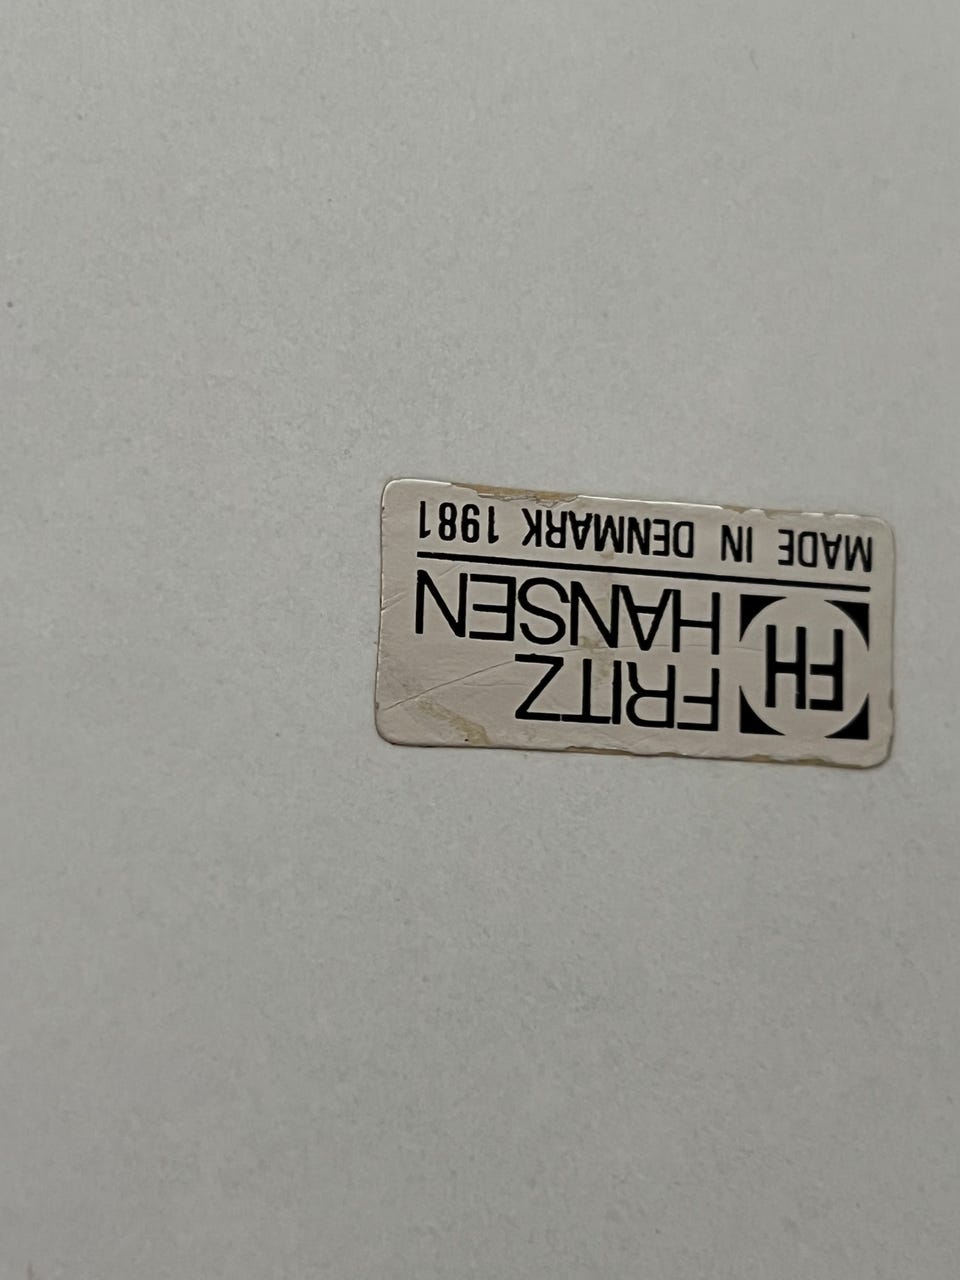 FH
FRITZ
HANSEN
MADE IN DENMARK 1981